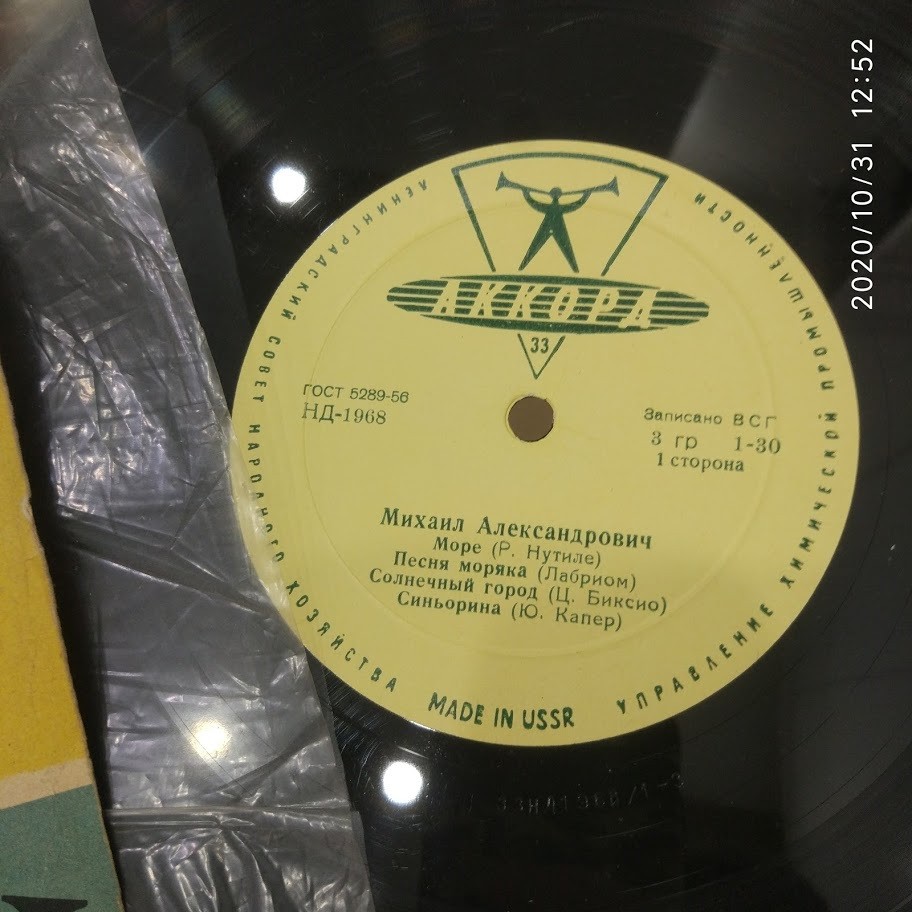 2020/10/31 12:52
ЛЕНИНГРАДСКИЙ СОВЕТ НАРОДНОГО ХОЗЯЙСТВА
УПРАВЛЕНИЕ ХИМИЧЕСКОЙ ПРОМЫШЛЕННОСТИ
АККОРД
33
ГОСТ 5289-56
НД-1968
Записано ВСГ
3 гр 1-30
1 сторона
Михаил Александрович
Море (Р. Нутиле)
Песня моряка (Лабриом)
Солнечный город (Ц. Биксио)
Синьорина (Ю. Капер)
MADE IN USSR